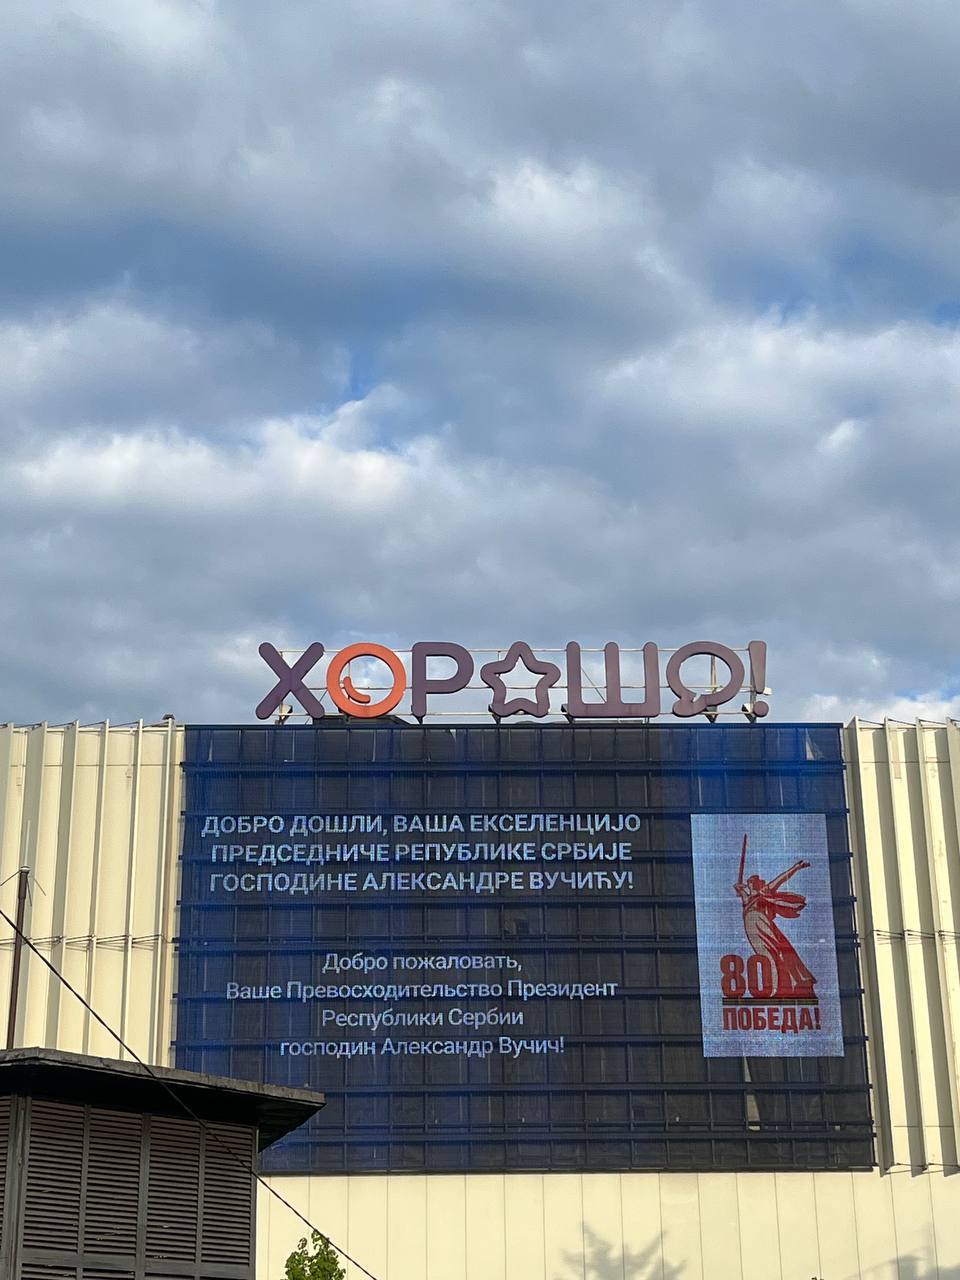 ХОРАШО!
ДОБРО ДОШЛИ, ВАША ЕКСЕЛЕНЦИЈО
ПРЕДСЕДНИЧЕ РЕПУБЛИКЕ СРБИЈЕ
ГОСПОДИНЕ АЛЕКСАНДРЕ ВУЧИЋУ!
Добро пожаловать,
Ваше Превосходительство Президент
Республики Сербии
господин Александр Вучич!
80
ПОБЕДА!